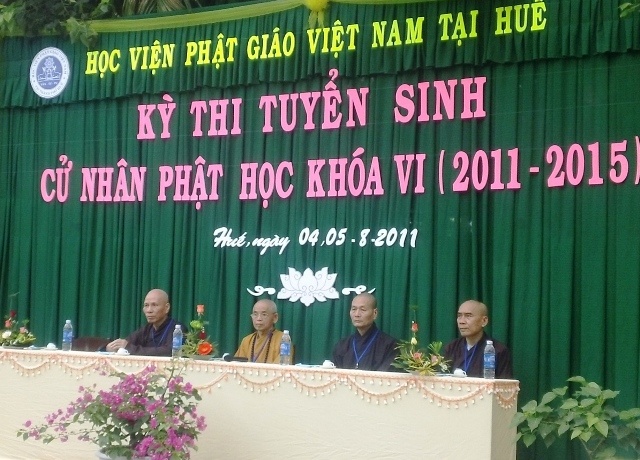 HỌC VIỆN PHẬT GIÁO VIỆT NAM TẠI HUẾ
KỲ THI TUYỂN SINH
CỬ NHÂN PHẬT HỌC KHÓA VI (2011-2015)
Huế, ngày 04,05-8-2011